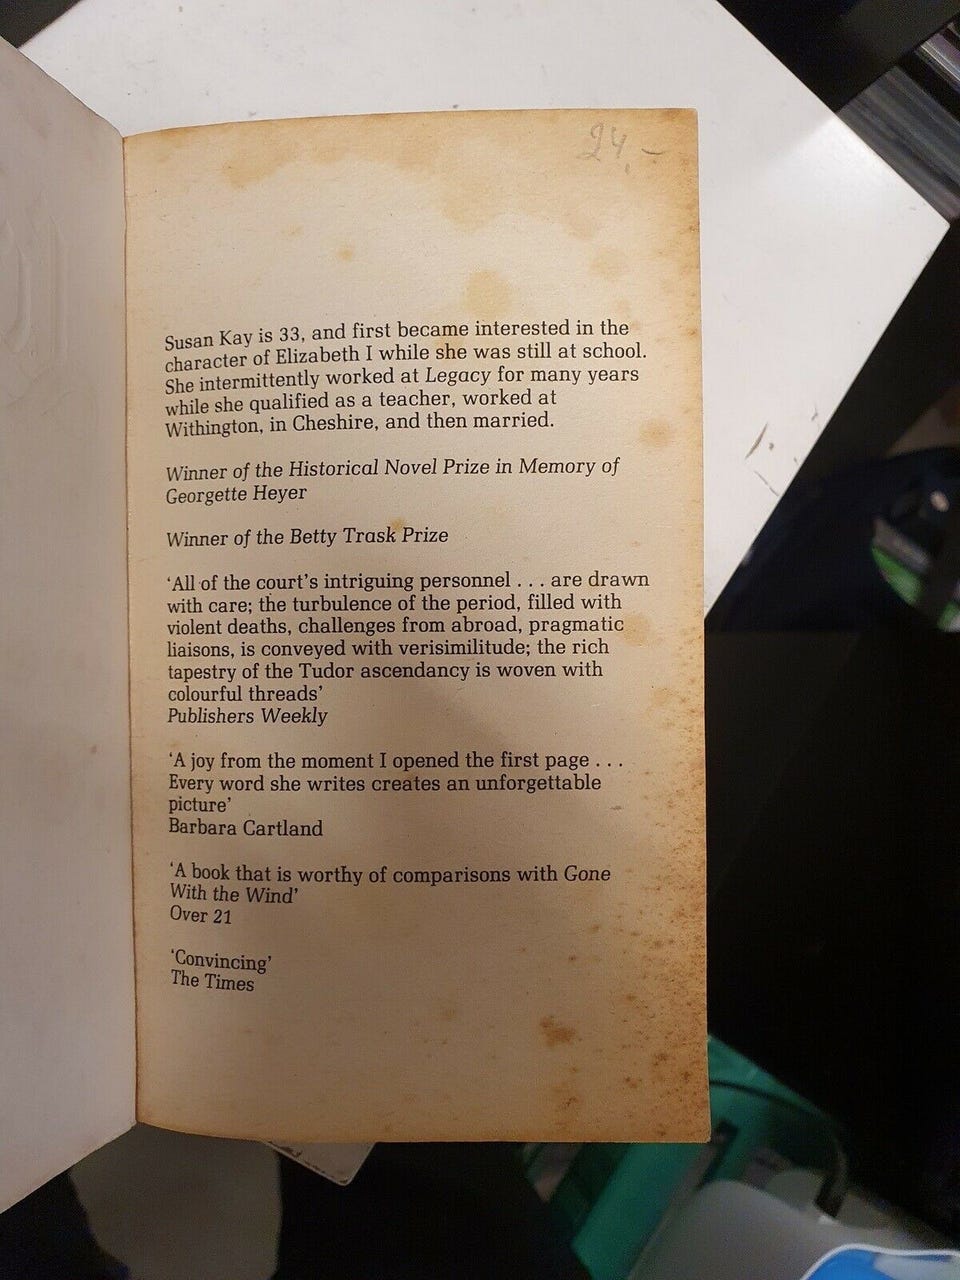 24.-
Susan Kay is 33, and first became interested in the
character of Elizabeth I while she was still at school.
She intermittently worked at Legacy for many years
while she qualified as a teacher, worked at
Withington, in Cheshire, and then married.
Winner of the Historical Novel Prize in Memory of
Georgette Heyer
Winner of the Betty Trask Prize
‘All of the court’s intriguing personnel . . . are drawn
with care; the turbulence of the period, filled with
violent deaths, challenges from abroad, pragmatic
liaisons, is conveyed with verisimilitude; the rich
tapestry of the Tudor ascendancy is woven with
colourful threads’
Publishers Weekly
‘A joy from the moment I opened the first page . . .
Every word she writes creates an unforgettable
picture’
Barbara Cartland
‘A book that is worthy of comparisons with Gone
With the Wind’
Over 21
‘Convincing’
The Times